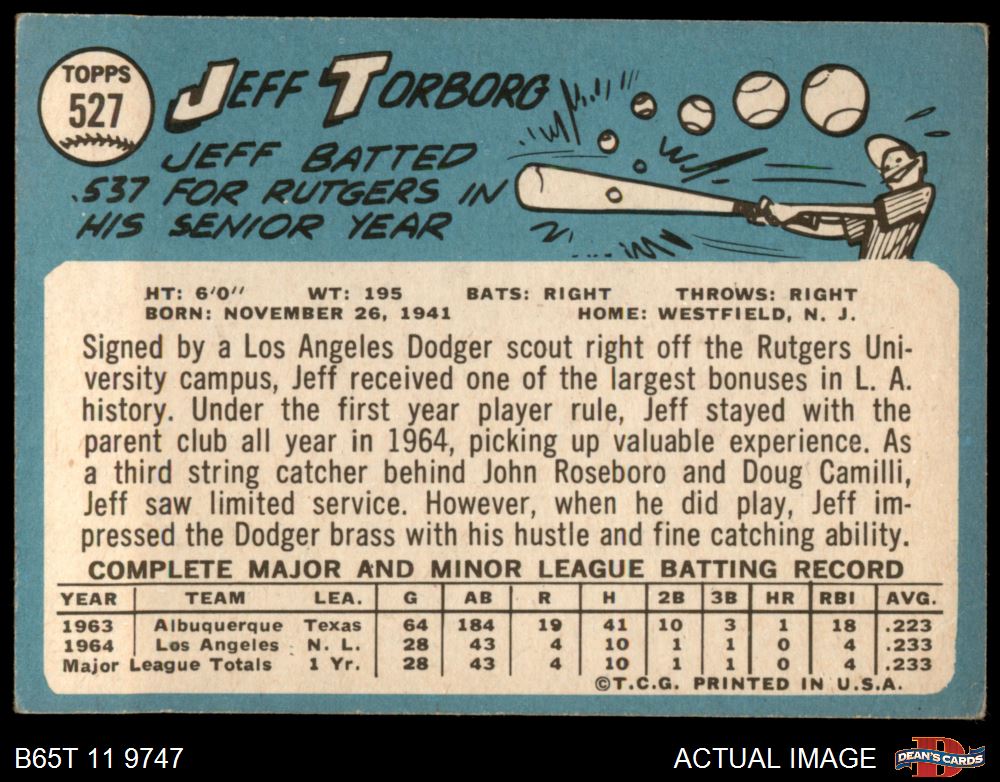 TOPPS
527
JEFF TORBORG
JEFF BATTED
.537 FOR RUTGERS IN
HIS SENIOR YEAR
HT: 6'0" WT: 195 BATS: RIGHT THROWS: RIGHT
BORN: NOVEMBER 26, 1941 HOME: WESTFIELD, N. J.
Signed by a Los Angeles Dodger scout right off the Rutgers Uni-
versity campus, Jeff received one of the largest bonuses in L. A.
history. Under the first year player rule, Jeff stayed with the
parent club all year in 1964, picking up valuable experience. As
a third string catcher behind John Roseboro and Doug Camilli,
Jeff saw limited service. However, when he did play, Jeff im-
pressed the Dodger brass with his hustle and fine catching ability.
COMPLETE MAJOR AND MINOR LEAGUE BATTING RECORD
YEAR TEAM LEA. G AB R H 2B 3B HR RBI AVG.
1963 Albuquerque Texas 64 184 19 41 10 3 1 18 .223
1964 Los Angeles N. L. 28 43 4 10 1 1 0 4 .233
Major League Totals 1 Yr. 28 43 4 10 1 1 0 4 .233
©T.C.G. PRINTED IN U.S.A.
B65T 11 9747 ACTUAL IMAGE
D
DEAN'S CARDS